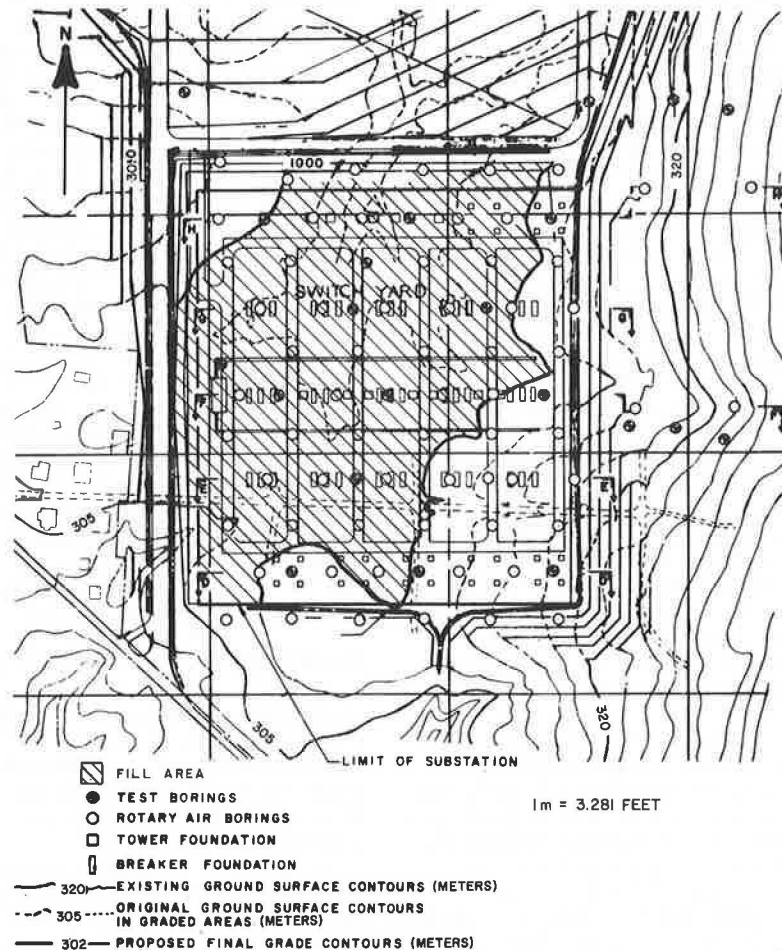 N
3010
1000
320
H
SWITCH YARD
G
G
F
F
E
E
D
D
305
305
320
LIMIT OF SUBSTATION
FILL AREA
TEST BORINGS
ROTARY AIR BORINGS
TOWER FOUNDATION
BREAKER FOUNDATION
1m = 3.281 FEET
320 EXISTING GROUND SURFACE CONTOURS (METERS)
305 ORIGINAL GROUND SURFACE CONTOURS
IN GRADED AREAS (METERS)
302 PROPOSED FINAL GRADE CONTOURS (METERS)